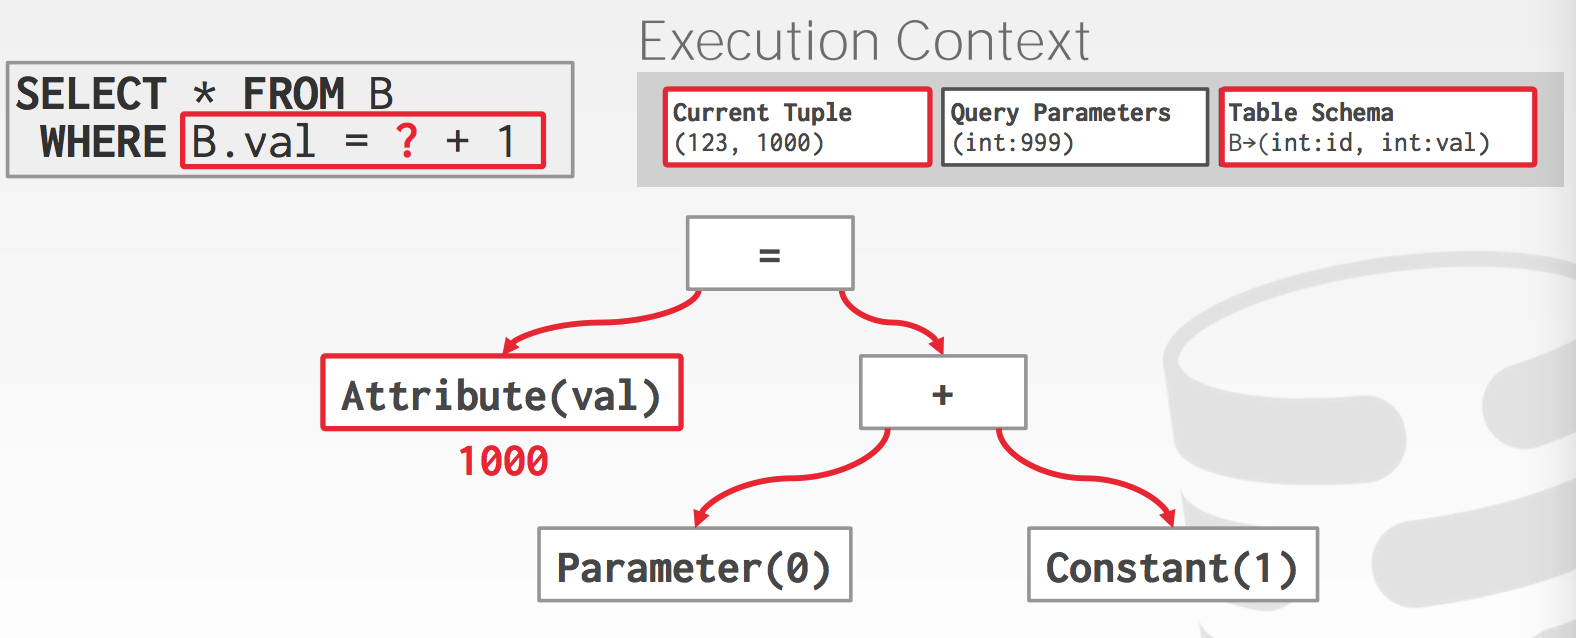 Execution Context
SELECT * FROM B
WHERE B.val = ? + 1
Current Tuple
(123, 1000)
Query Parameters
(int:999)
Table Schema
B→(int:id, int:val)
=
Attribute(val)
+
1000
Parameter(0)
Constant(1)